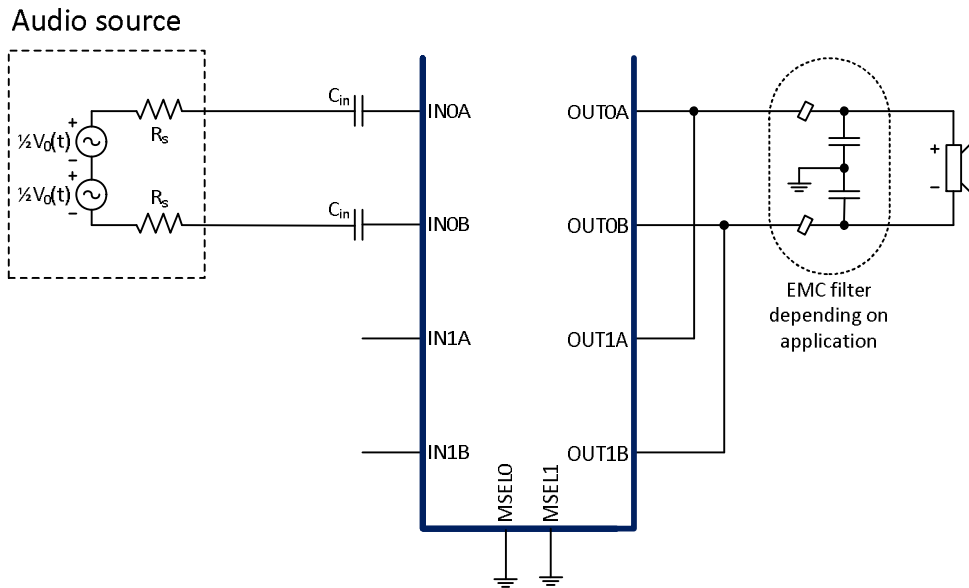 Audio source
+
½V₀(t)
−
+
½V₀(t)
−
Rₛ
Rₛ
Cᵢₙ
Cᵢₙ
IN0A
IN0B
IN1A
IN1B
MSEL0
MSEL1
OUT0A
OUT0B
OUT1A
OUT1B
+
−
EMC filter
depending on
application